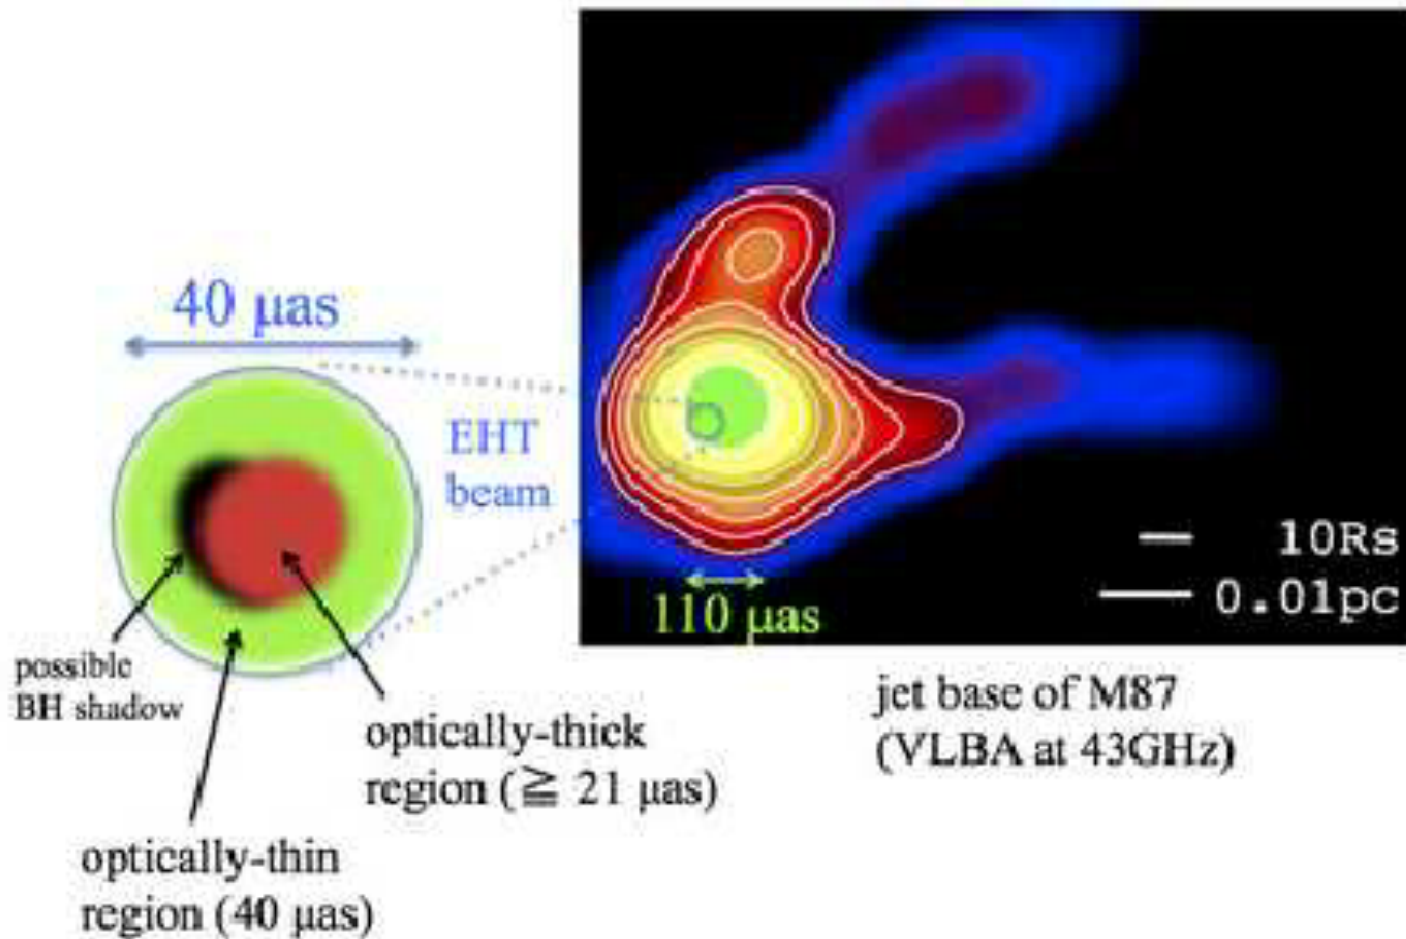 40 μas
EHT
beam
10Rs
0.01pc
110 μas
possible
BH shadow
optically-thick
region (≧ 21 μas)
optically-thin
region (40 μas)
jet base of M87
(VLBA at 43GHz)